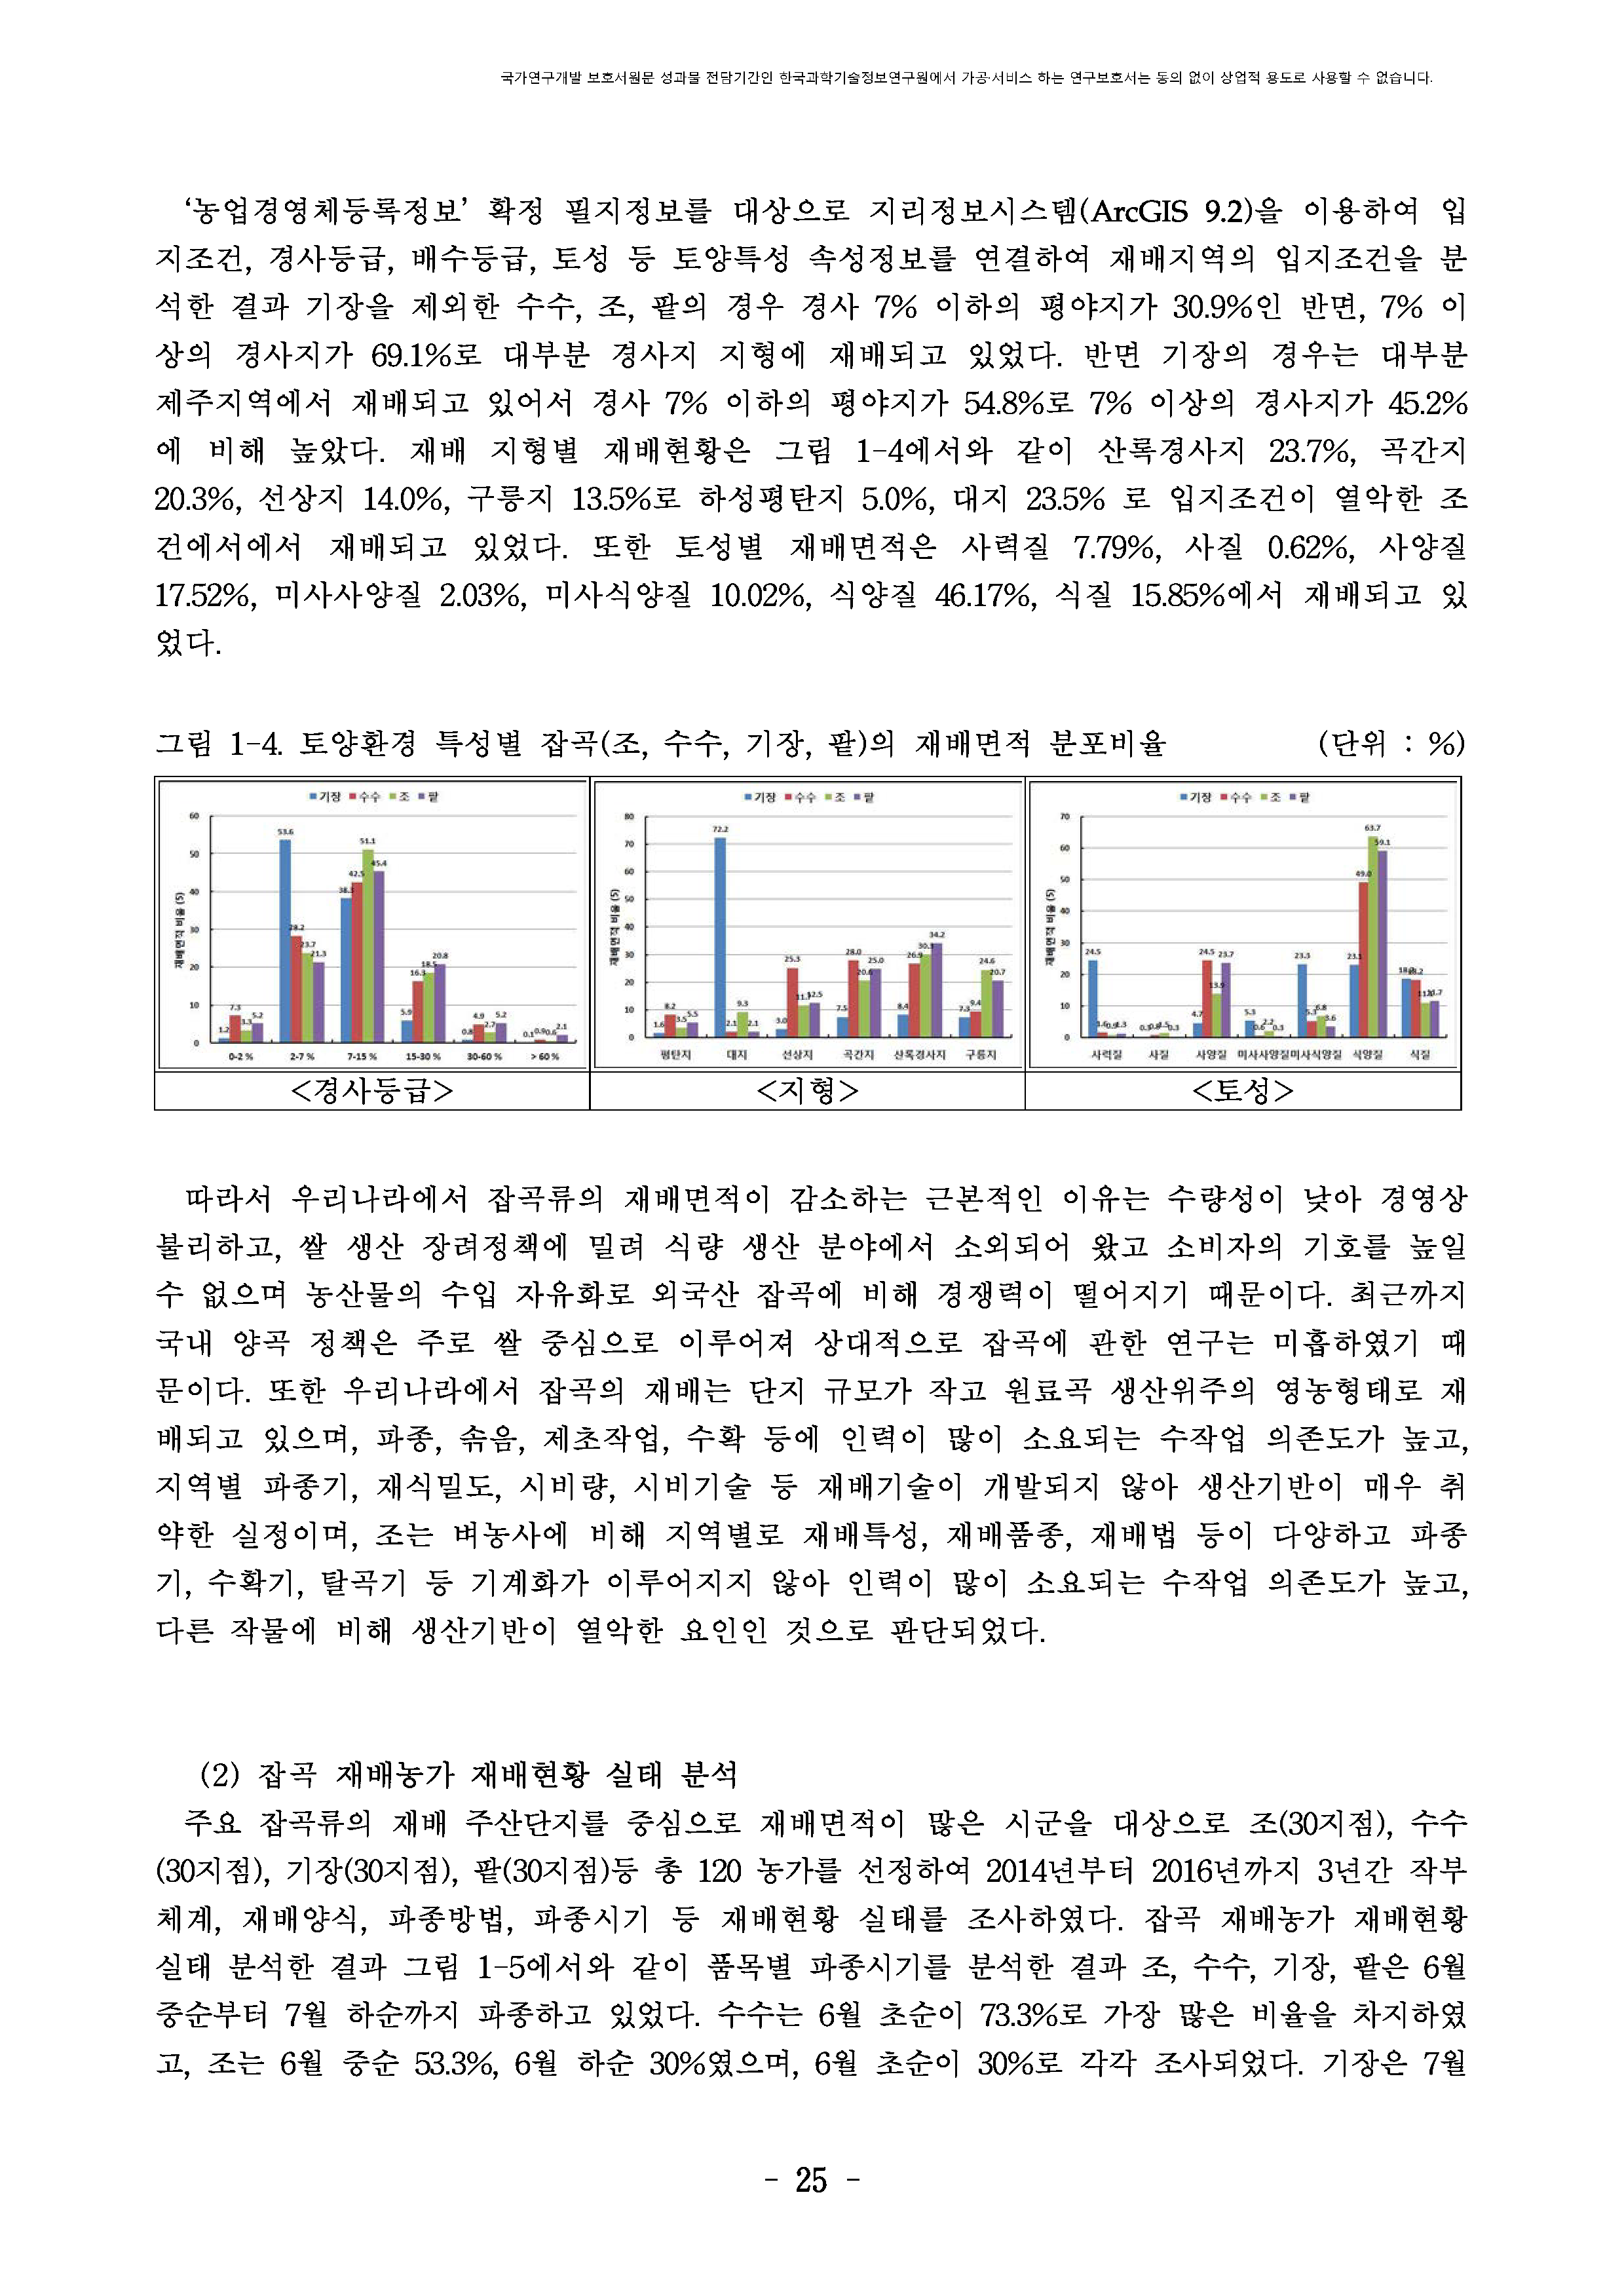 국가연구개발 보호서원문 성과물 전담기간인 한국과학기술정보연구원에서 가공·서비스 하는 연구보호서는 동의 없이 상업적 용도로 사용할 수 없습니다.
‘농업경영체등록정보’ 확정 필지정보를 대상으로 지리정보시스템(ArcGIS 9.2)을 이용하여 입
지조건, 경사등급, 배수등급, 토성 등 토양특성 속성정보를 연결하여 재배지역의 입지조건을 분
석한 결과 기장을 제외한 수수, 조, 팥의 경우 경사 7% 이하의 평야지가 30.9%인 반면, 7% 이
상의 경사지가 69.1%로 대부분 경사지 지형에 재배되고 있었다. 반면 기장의 경우는 대부분
제주지역에서 재배되고 있어서 경사 7% 이하의 평야지가 54.8%로 7% 이상의 경사지가 45.2%
에 비해 높았다. 재배 지형별 재배현황은 그림 1-4에서와 같이 산록경사지 23.7%, 곡간지
20.3%, 선상지 14.0%, 구릉지 13.5%로 하성평탄지 5.0%, 대지 23.5% 로 입지조건이 열악한 조
건에서에서 재배되고 있었다. 또한 토성별 재배면적은 사력질 7.79%, 사질 0.62%, 사양질
17.52%, 미사사양질 2.03%, 미사식양질 10.02%, 식양질 46.17%, 식질 15.85%에서 재배되고 있
었다.
그림 1-4. 토양환경 특성별 잡곡(조, 수수, 기장, 팥)의 재배면적 분포비율 (단위 : %)
기장 수수 조 팥
재배면적 비율 (%)
60
50
40
30
20
10
0
53.6 28.2 23.7 21.3
38.3 42.5 51.1 45.4
5.9 16.3 18.5 20.8
1.2 7.3 3.3 5.2
0.8 4.9 2.7 5.2
0.1 0.9 0.6 2.1
0-2 % 2-7 % 7-15 % 15-30 % 30-60 % > 60 %
<경사등급>
기장 수수 조 팥
재배면적 비율 (%)
80
70
60
50
40
30
20
10
0
1.6 8.2 3.5 5.5
72.2 2.1 9.3 2.1
3.0 25.3 11.7 12.5
7.5 28.0 20.6 25.0
8.4 26.9 30.3 34.2
7.3 9.4 24.6 20.7
평탄지 대지 선상지 곡간지 산록경사지 구릉지
<지형>
기장 수수 조 팥
재배면적 비율 (%)
70
60
50
40
30
20
10
0
24.5
4.7 24.5 13.9 23.7
5.3 0.6 2.2
23.3 5.3 6.8 3.6
23.1 49.0 63.7 59.1
사력질 사질 사양질 미사사양질 미사식양질 식양질 식질
<토성>
따라서 우리나라에서 잡곡류의 재배면적이 감소하는 근본적인 이유는 수량성이 낮아 경영상
불리하고, 쌀 생산 장려정책에 밀려 식량 생산 분야에서 소외되어 왔고 소비자의 기호를 높일
수 없으며 농산물의 수입 자유화로 외국산 잡곡에 비해 경쟁력이 떨어지기 때문이다. 최근까지
국내 양곡 정책은 주로 쌀 중심으로 이루어져 상대적으로 잡곡에 관한 연구는 미흡하였기 때
문이다. 또한 우리나라에서 잡곡의 재배는 단지 규모가 작고 원료곡 생산위주의 영농형태로 재
배되고 있으며, 파종, 솎음, 제초작업, 수확 등에 인력이 많이 소요되는 수작업 의존도가 높고,
지역별 파종기, 재식밀도, 시비량, 시비기술 등 재배기술이 개발되지 않아 생산기반이 매우 취
약한 실정이며, 조는 벼농사에 비해 지역별로 재배특성, 재배품종, 재배법 등이 다양하고 파종
기, 수확기, 탈곡기 등 기계화가 이루어지지 않아 인력이 많이 소요되는 수작업 의존도가 높고,
다른 작물에 비해 생산기반이 열악한 요인인 것으로 판단되었다.
(2) 잡곡 재배농가 재배현황 실태 분석
주요 잡곡류의 재배 주산단지를 중심으로 재배면적이 많은 시군을 대상으로 조(30지점), 수수
(30지점), 기장(30지점), 팥(30지점)등 총 120 농가를 선정하여 2014년부터 2016년까지 3년간 작부
체계, 재배양식, 파종방법, 파종시기 등 재배현황 실태를 조사하였다. 잡곡 재배농가 재배현황
실태 분석한 결과 그림 1-5에서와 같이 품목별 파종시기를 분석한 결과 조, 수수, 기장, 팥은 6월
중순부터 7월 하순까지 파종하고 있었다. 수수는 6월 초순이 73.3%로 가장 많은 비율을 차지하였
고, 조는 6월 중순 53.3%, 6월 하순 30%였으며, 6월 초순이 30%로 각각 조사되었다. 기장은 7월
- 25 -